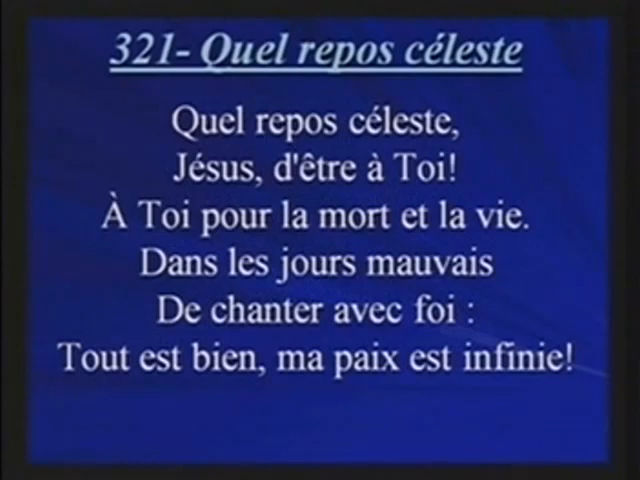 321- Quel repos céleste
Quel repos céleste,
Jésus, d'être à Toi!
À Toi pour la mort et la vie.
Dans les jours mauvais
De chanter avec foi :
Tout est bien, ma paix est infinie!